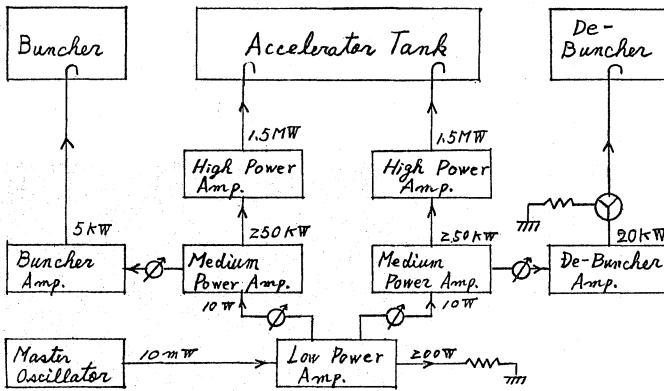 Buncher
Accelerator Tank
De-
Buncher
1.5MW
1.5MW
High Power
Amp.
High Power
Amp.
5kW
250kW
250kW
20kW
Buncher
Amp.
Medium
Power Amp.
Medium
Power Amp.
De-Buncher
Amp.
10W
10W
Master
Oscillator
10mW
Low Power
Amp.
200W